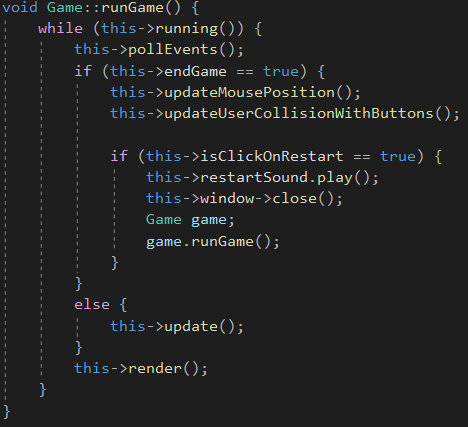 void Game::runGame() {
    while (this->running()) {
        this->pollEvents();
        if (this->endGame == true) {
            this->updateMousePosition();
            this->updateUserCollisionWithButtons();

            if (this->isClickOnRestart == true) {
                this->restartSound.play();
                this->window->close();
                Game game;
                game.runGame();
            }
        }
        else {
            this->update();
        }
        this->render();
    }
}